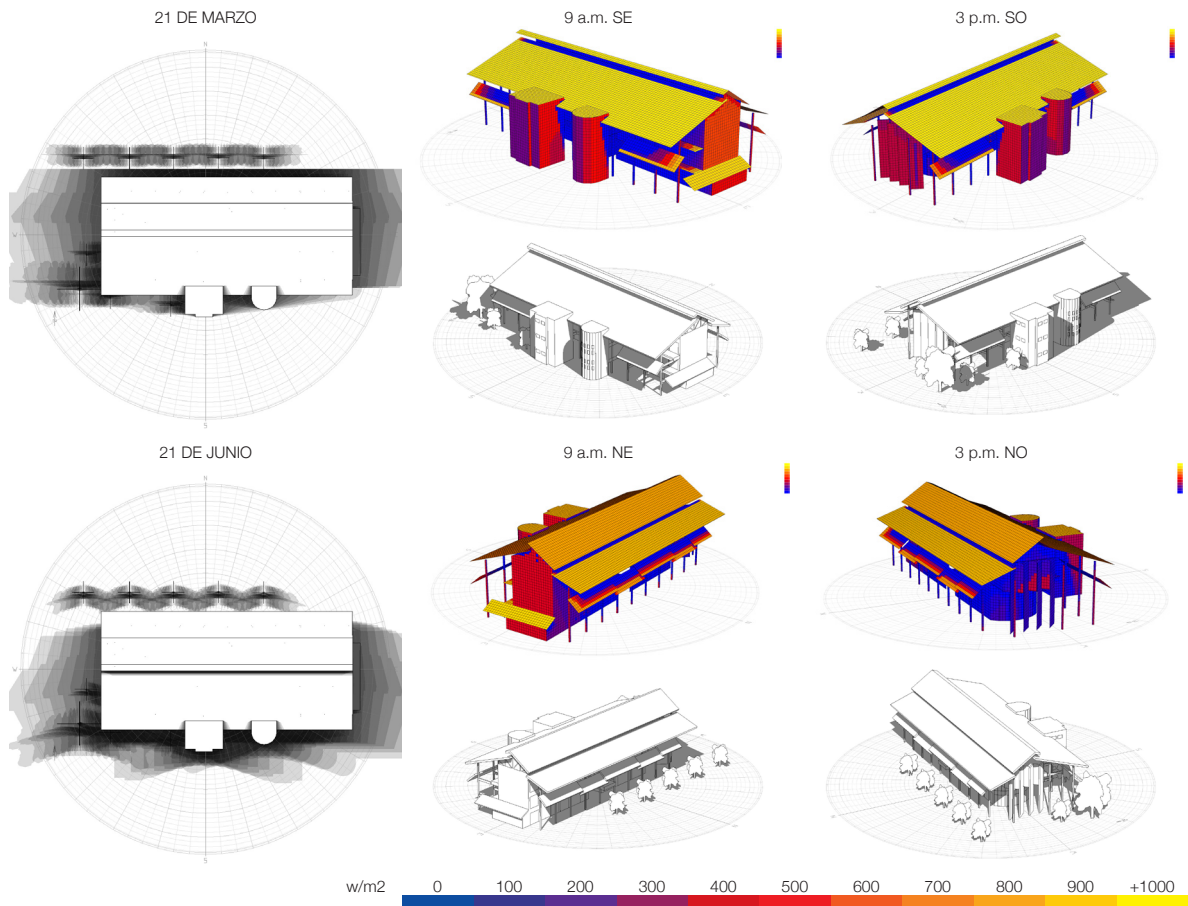 21 DE MARZO
9 a.m. SE
3 p.m. SO
N
S
21 DE JUNIO
9 a.m. NE
3 p.m. NO
N
W
S
w/m2 0 100 200 300 400 500 600 700 800 900 +1000